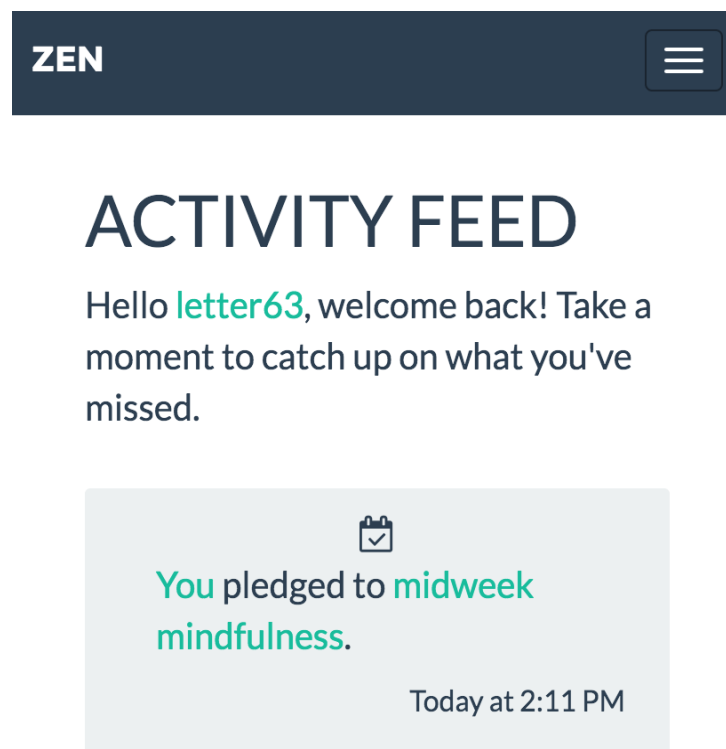 ZEN
ACTIVITY FEED
Hello letter63, welcome back! Take a
moment to catch up on what you've
missed.
You pledged to midweek
mindfulness.
Today at 2:11 PM